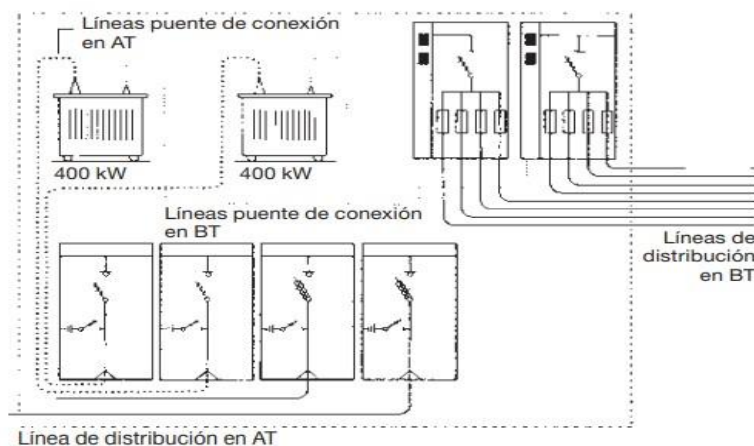 Líneas puente de conexión
en AT
400 kW
400 kW
Líneas puente de conexión
en BT
Líneas de
distribución
en BT
Línea de distribución en AT